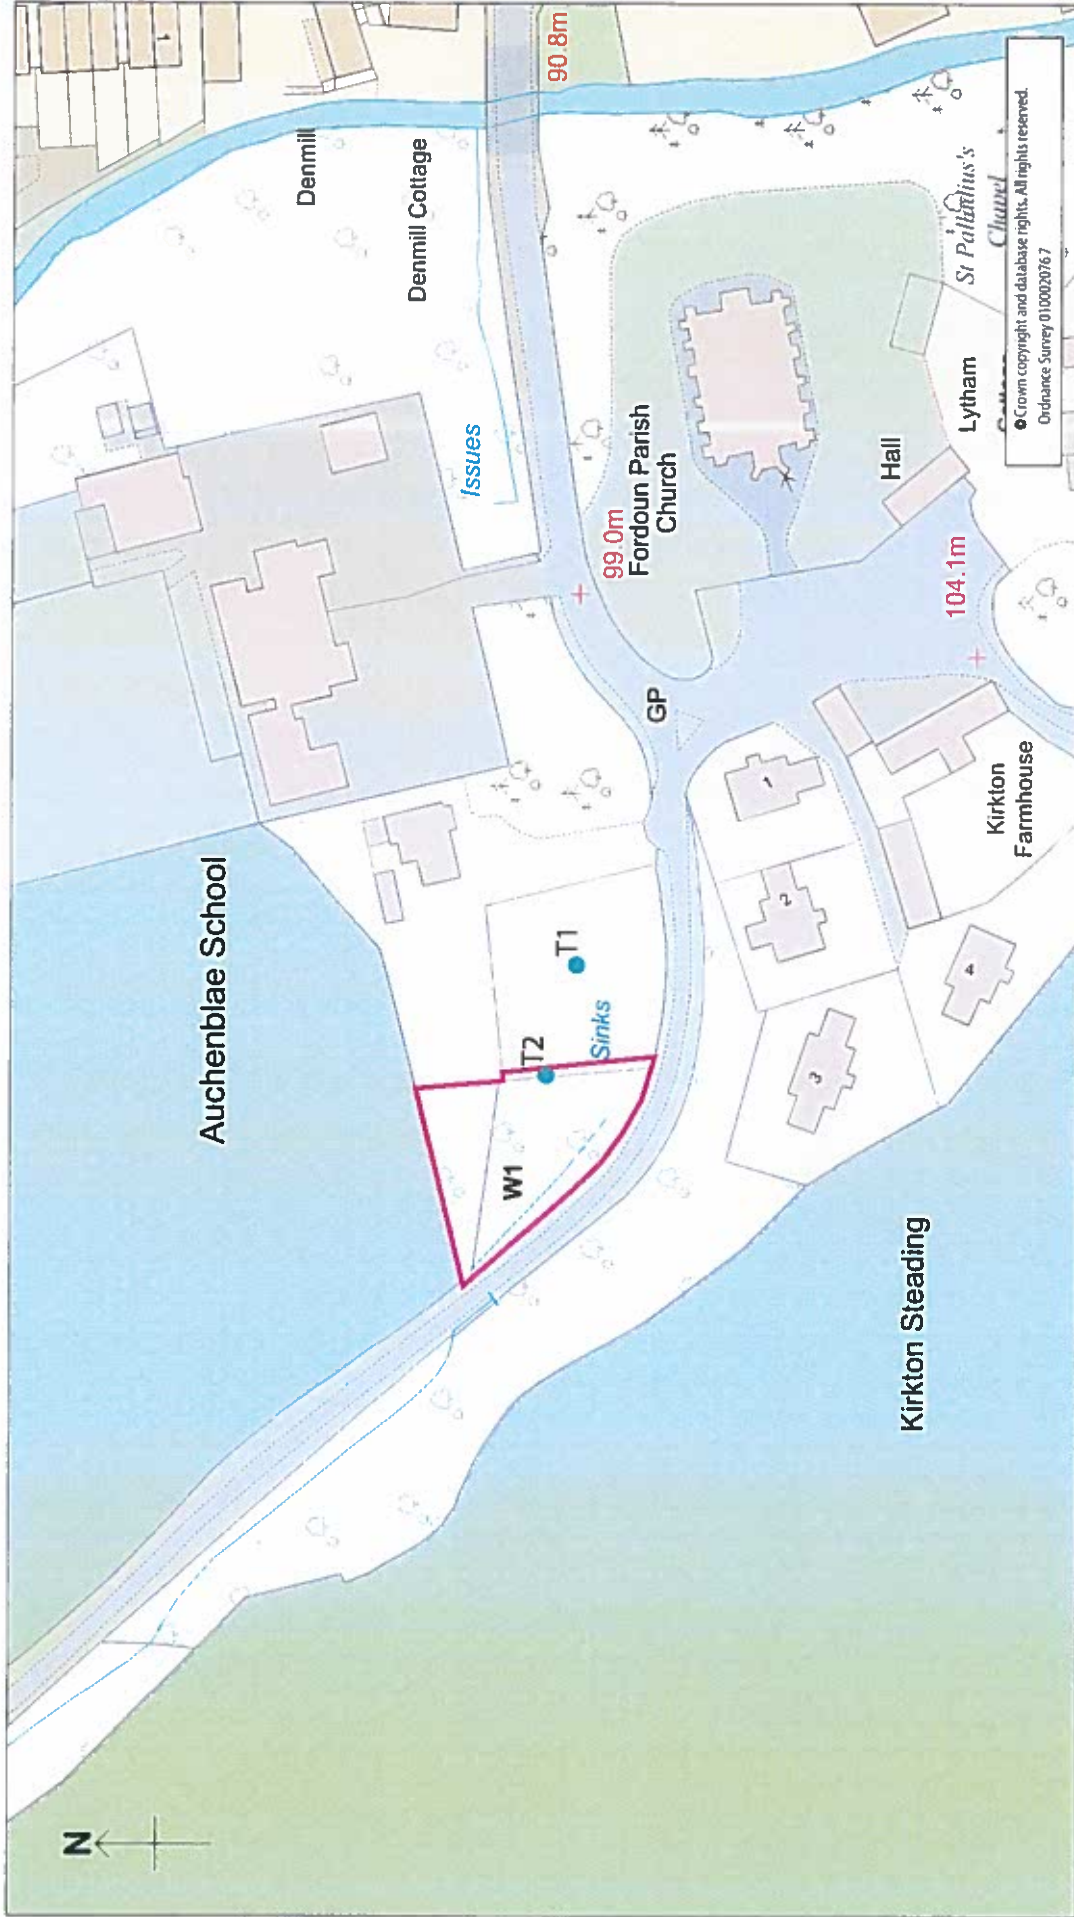 N
Auchenblae School
Kirkton Steading
W1
T2
T1
Sinks
Issues
Denmill
Denmill Cottage
1
90.8m
99.0m
Fordoun Parish
Church
GP
Hall
104.1m
1
2
3
4
Kirkton
Farmhouse
Lytham
St Palladius's
Chapel
© Crown copyright and database rights. All rights reserved.
Ordnance Survey 0100020767